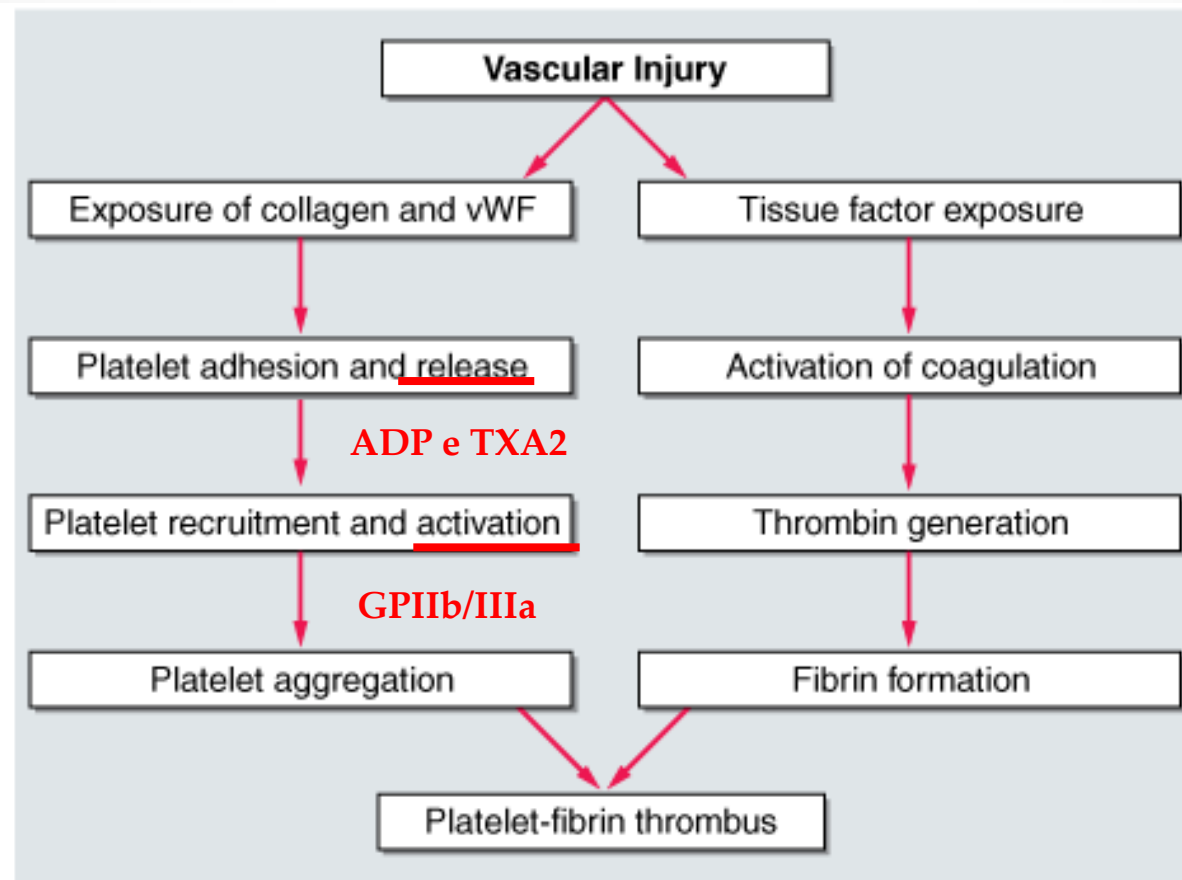 Vascular Injury
Exposure of collagen and vWF
Tissue factor exposure
Platelet adhesion and release
Activation of coagulation
ADP e TXA2
Platelet recruitment and activation
Thrombin generation
GPIIb/IIIa
Platelet aggregation
Fibrin formation
Platelet-fibrin thrombus